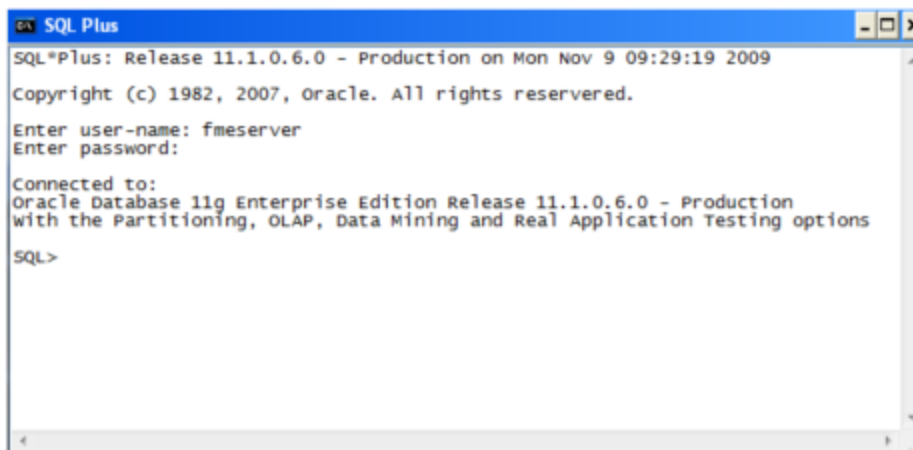 SQL Plus
SQL*Plus: Release 11.1.0.6.0 - Production on Mon Nov 9 09:29:19 2009
Copyright (c) 1982, 2007, Oracle. All rights reservered.
Enter user-name: fmeserver
Enter password:
Connected to:
Oracle Database 11g Enterprise Edition Release 11.1.0.6.0 - Production
With the Partitioning, OLAP, Data Mining and Real Application Testing options
SQL>